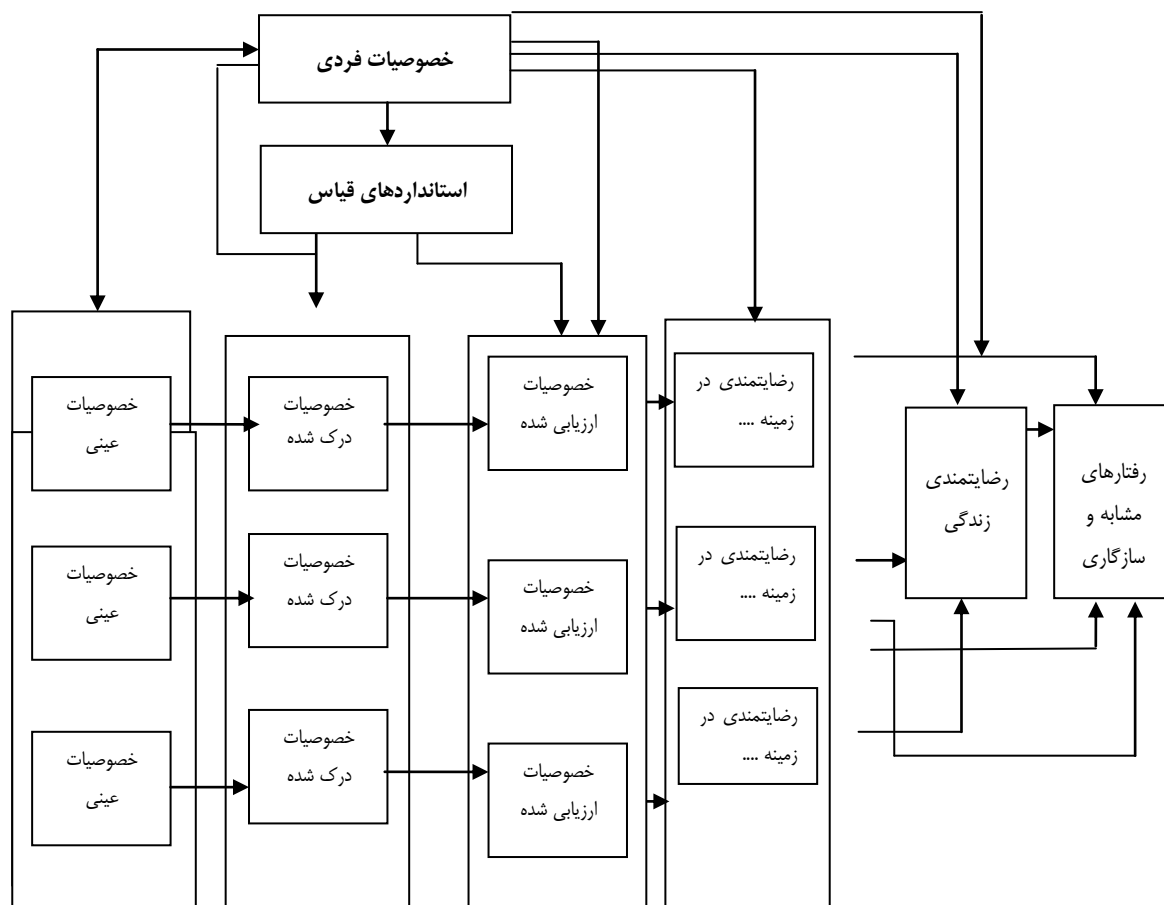 خصوصیات فردی
استانداردهای قیاس
خصوصیات
عینی
خصوصیات
درک شده
خصوصیات
ارزیابی شده
رضایتمندی در
زمینه ....
رضایتمندی
زندگی
رفتارهای
مشابه و
سازگاری
خصوصیات
عینی
خصوصیات
درک شده
خصوصیات
ارزیابی شده
رضایتمندی در
زمینه ....
خصوصیات
عینی
خصوصیات
درک شده
خصوصیات
ارزیابی شده
رضایتمندی در
زمینه ....